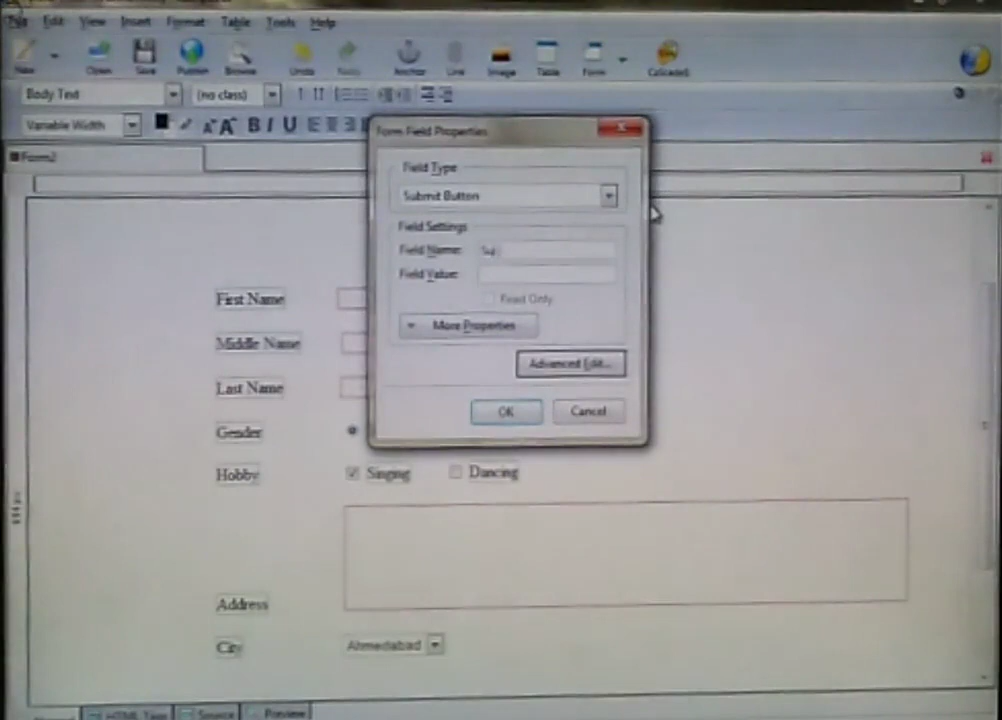 File Edit View Insert Format Table Tools Help
New Open Save Publish Browse Undo Redo Anchor Link Image Table Form CaScadeS
Body Text (no class)
Variable Width B I U
Form2
Form Field Properties
Field Type
Submit Button
Field Settings
Field Name:
Field Value:
Read Only
More Properties
Advanced Edit...
OK Cancel
First Name
Middle Name
Last Name
Gender
Hobby Singing Dancing
Address
City Ahmedabad
HTML Tags Source Preview